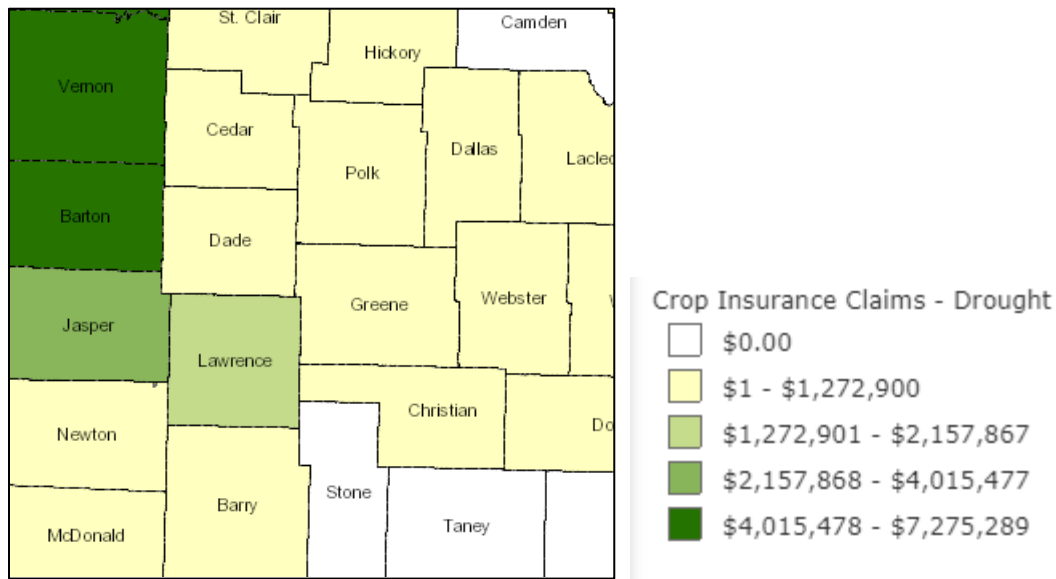 St. Clair
Camden
Hickory
Vernon
Cedar
Dallas
Laclec
Polk
Barton
Dade
Greene
Webster
Jasper
Lawrence
Christian
Newton
Do
Stone
Barry
Taney
McDonald
Crop Insurance Claims - Drought
$0.00
$1 - $1,272,900
$1,272,901 - $2,157,867
$2,157,868 - $4,015,477
$4,015,478 - $7,275,289